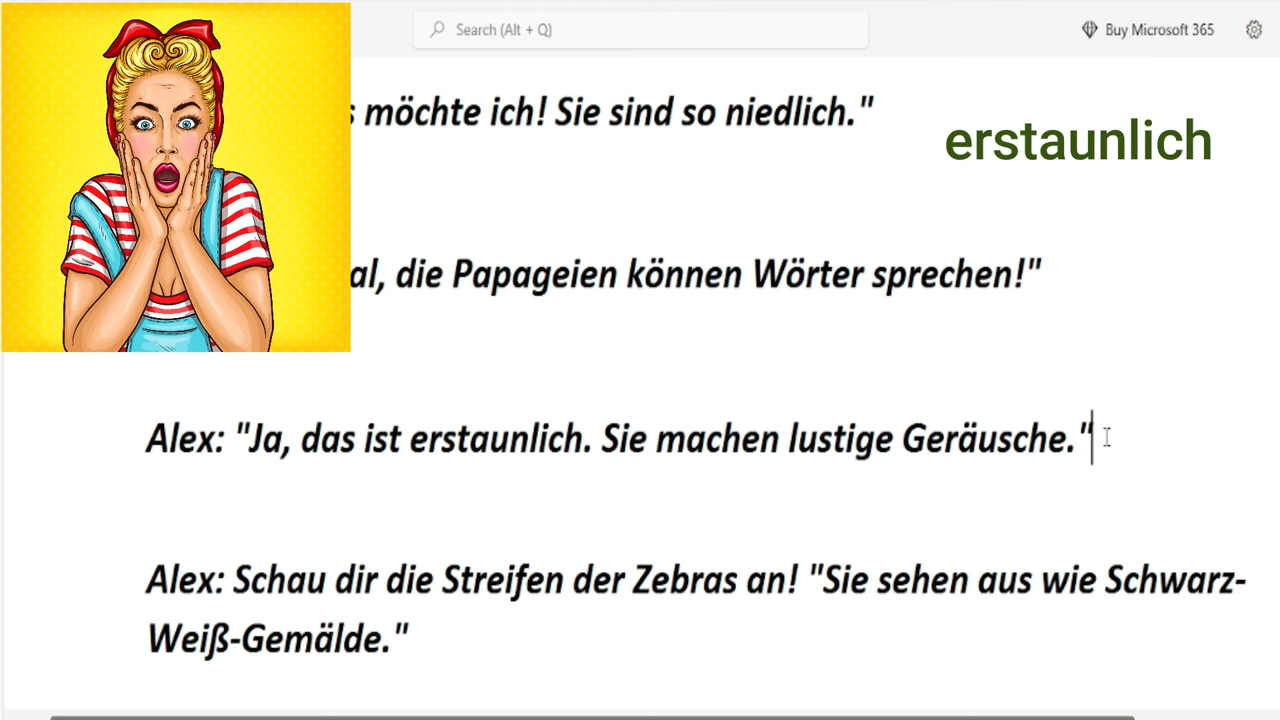 Search (Alt + Q)
Buy Microsoft 365
möchte ich! Sie sind so niedlich."
erstaunlich
die Papageien können Wörter sprechen!"
Alex: "Ja, das ist erstaunlich. Sie machen lustige Geräusche."
Alex: Schau dir die Streifen der Zebras an! "Sie sehen aus wie Schwarz-
Weiß-Gemälde."